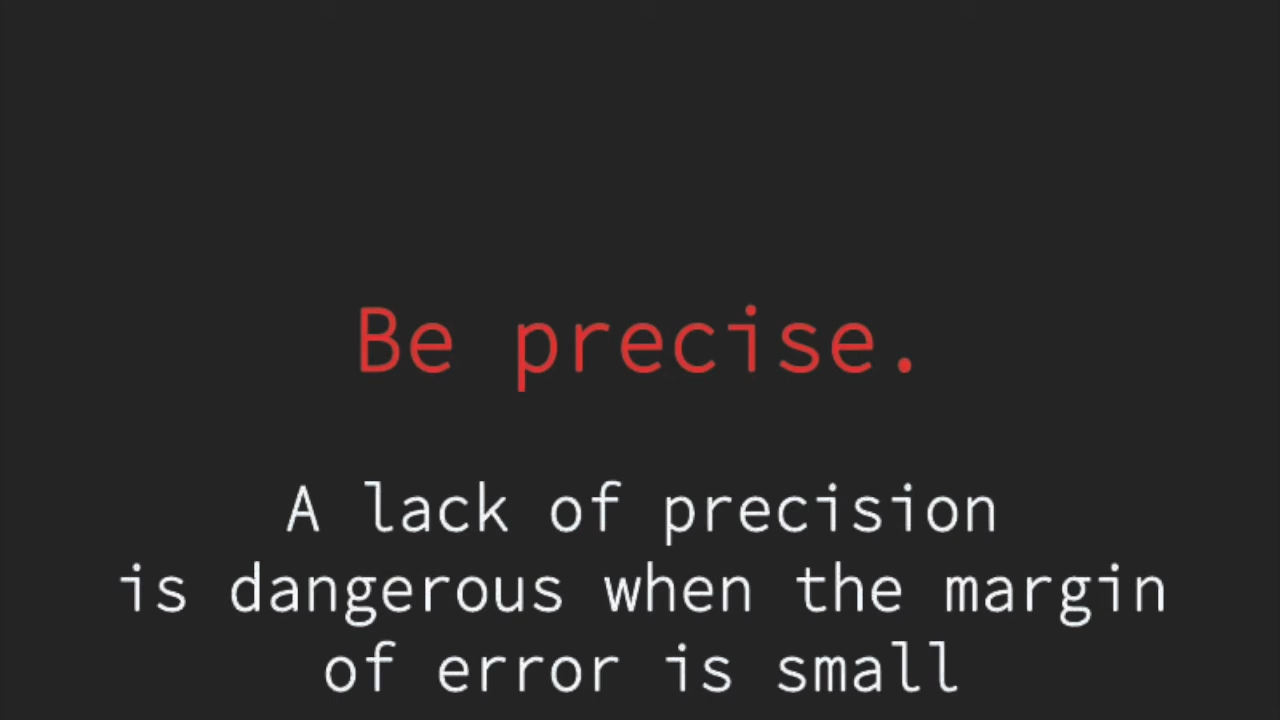 Be precise.
A lack of precision
is dangerous when the margin
of error is small